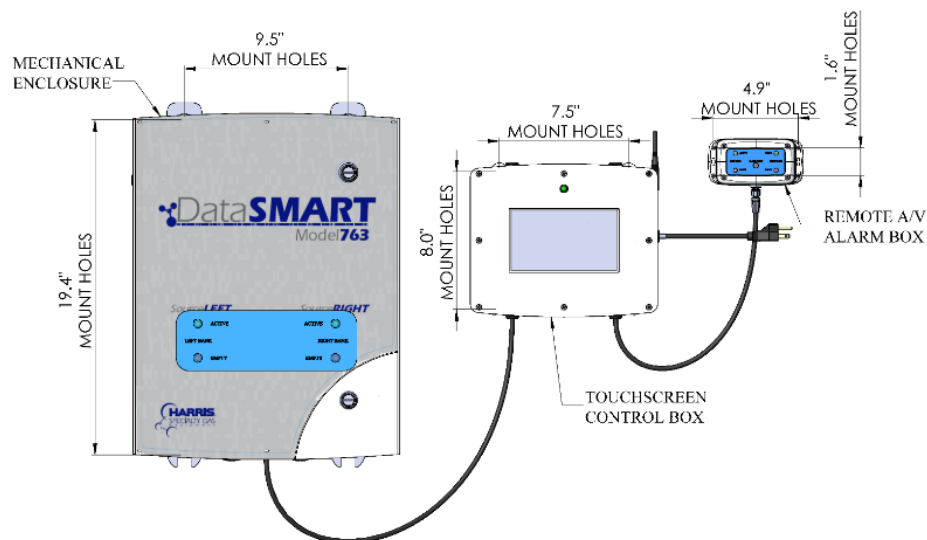 9.5"
MOUNT HOLES
MECHANICAL
ENCLOSURE
19.4"
MOUNT HOLES
DataSMART
Model763
SourceLEFT
SourceRIGHT
ACTIVE
ACTIVE
LEFT BANK
RIGHT BANK
EMPTY
EMPTY
HARRIS
SPECIALTY GAS
7.5"
MOUNT HOLES
8.0"
MOUNT HOLES
TOUCHSCREEN
CONTROL BOX
4.9"
MOUNT HOLES
1.6"
MOUNT HOLES
REMOTE A/V
ALARM BOX